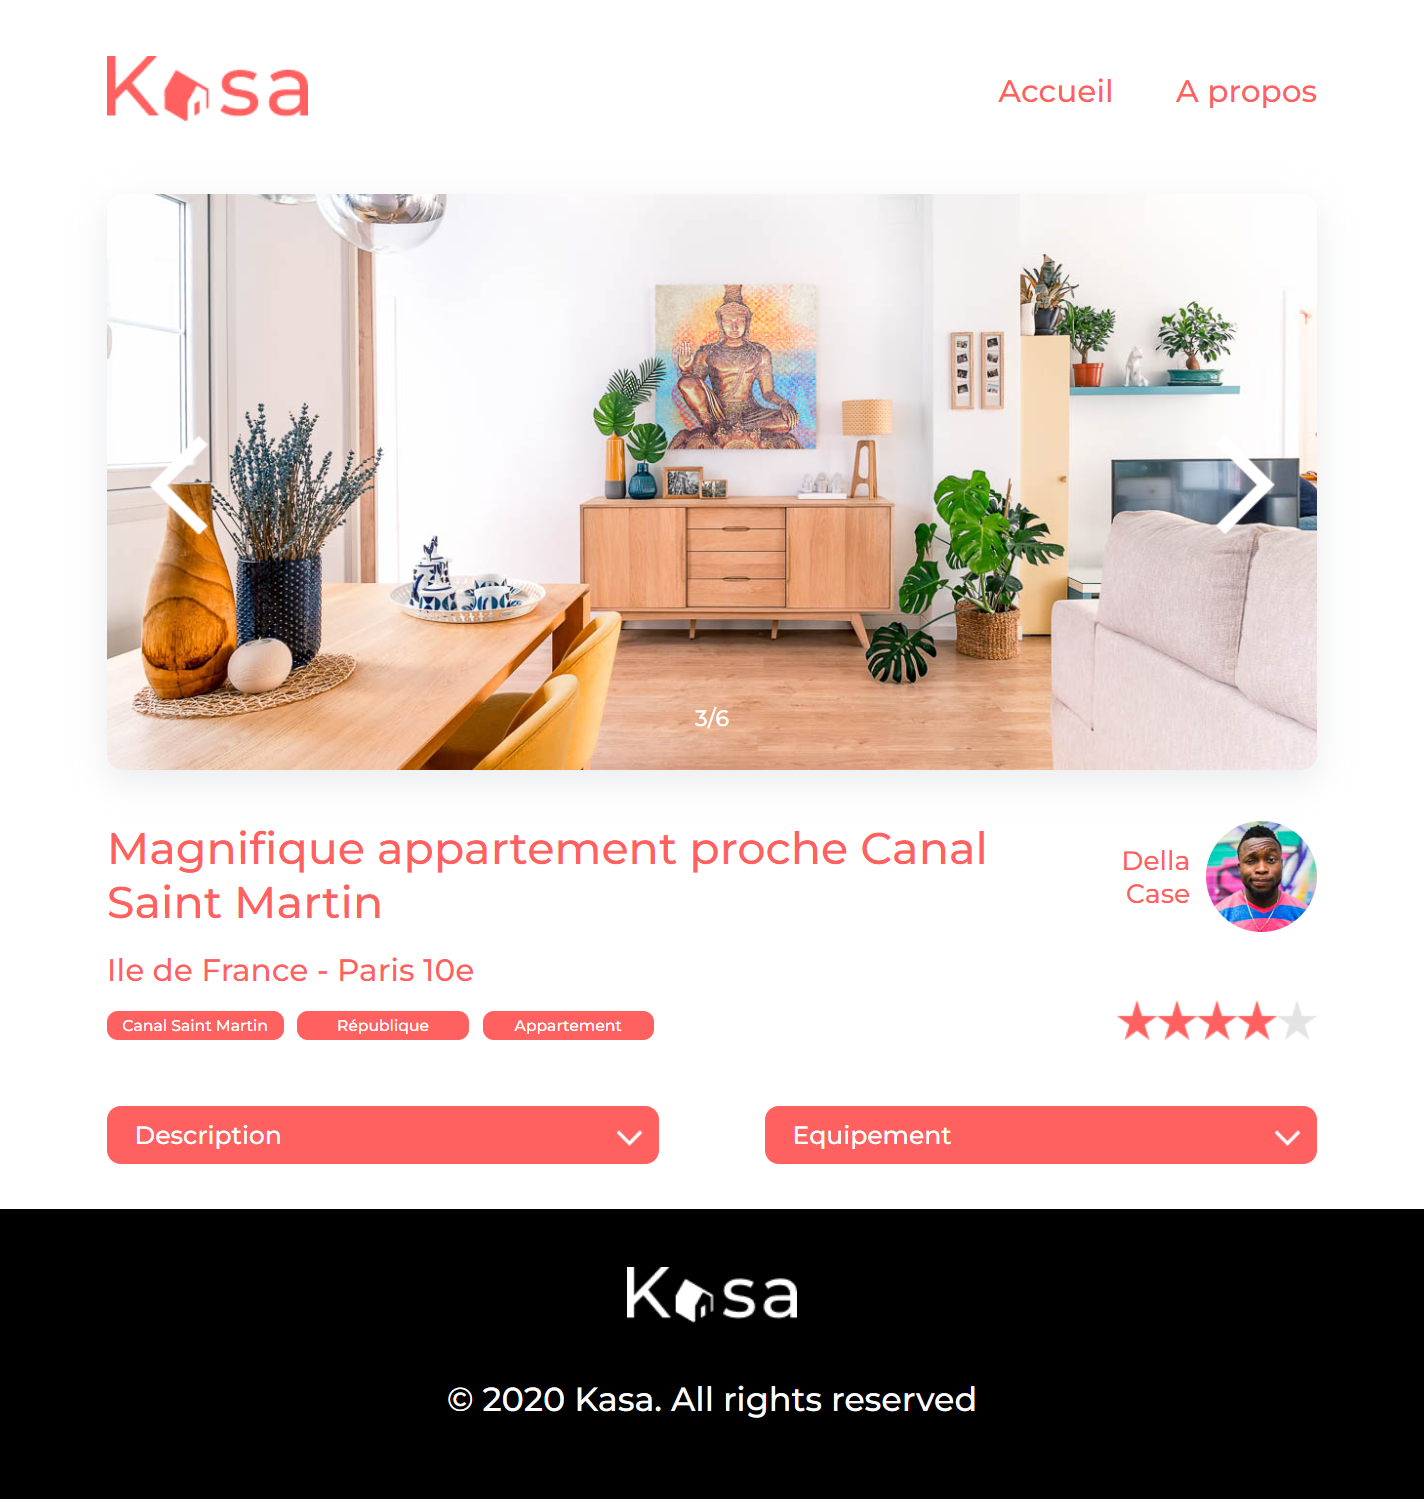 Kasa
Accueil
A propos
3/6
Magnifique appartement proche Canal
Saint Martin
Della
Case
Ile de France - Paris 10e
Canal Saint Martin
République
Appartement
Description
Equipement
Kasa
© 2020 Kasa. All rights reserved